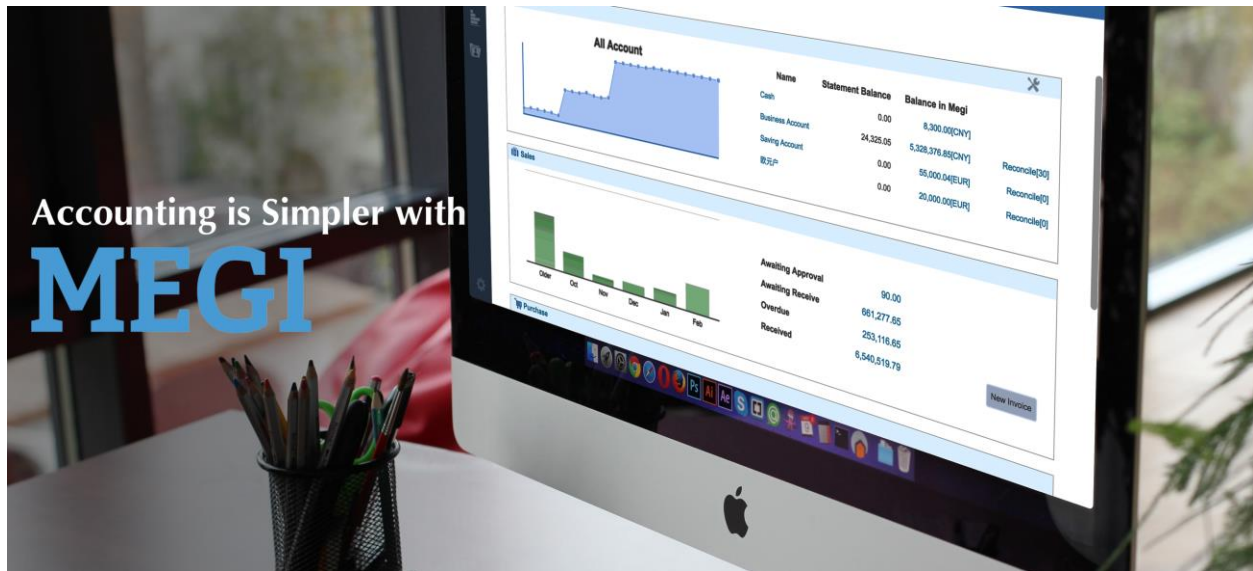 Accounting is Simpler with
MEGI
All Account
Name Statement Balance Balance in Megi
Cash 0.00 8,300.00[CNY]
Business Account 24,325.05 5,328,376.85[CNY] Reconcile[30]
Saving Account 0.00 55,000.04[EUR] Reconcile[0]
欧元户 0.00 20,000.00[EUR] Reconcile[0]
Sales
Older Oct Nov Dec Jan Feb
Awaiting Approval 90.00
Awaiting Receive 661,277.65
Overdue 253,116.65
Received 6,540,519.79
New Invoice
Purchase
Ps Ai Ae S